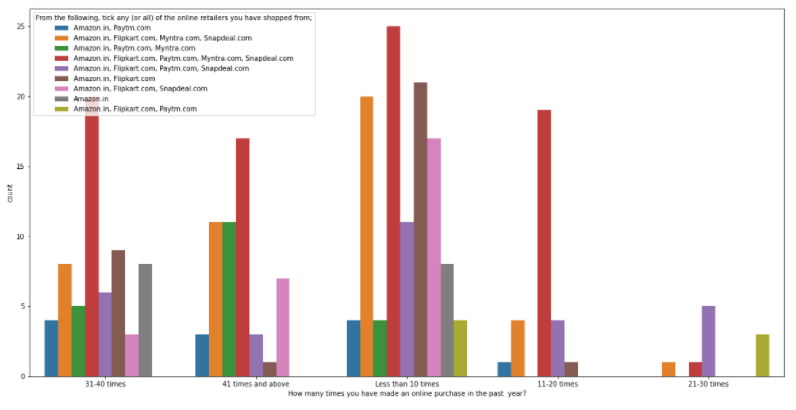 From the following, tick any (or all) of the online retailers you have shopped from;
Amazon.in, Paytm.com
Amazon.in, Flipkart.com, Myntra.com, Snapdeal.com
Amazon.in, Paytm.com, Myntra.com
Amazon.in, Flipkart.com, Paytm.com, Myntra.com, Snapdeal.com
Amazon.in, Flipkart.com, Paytm.com, Snapdeal.com
Amazon.in, Flipkart.com
Amazon.in, Flipkart.com, Snapdeal.com
Amazon.in
Amazon.in, Flipkart.com, Paytm.com
25
20
15
10
5
0
count
31-40 times 41 times and above Less than 10 times 11-20 times 21-30 times
How many times you have made an online purchase in the past year?